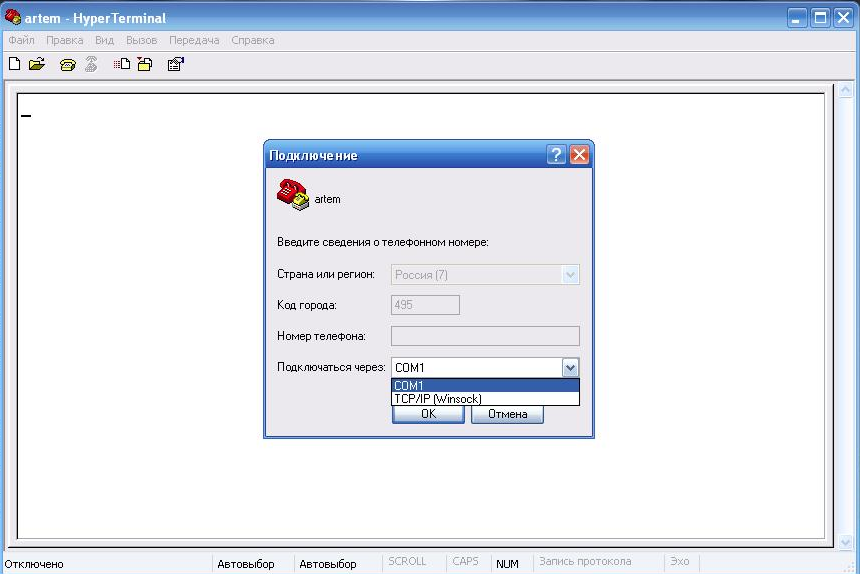 artem - HyperTerminal
Файл Правка Вид Вызов Передача Справка
Подключение
artem
Введите сведения о телефонном номере:
Страна или регион: Россия (7)
Код города: 495
Номер телефона:
Подключаться через: COM1
COM1
TCP/IP (Winsock)
OK Отмена
Отключено Автовыбор Автовыбор SCROLL CAPS NUM Запись протокола Эхо